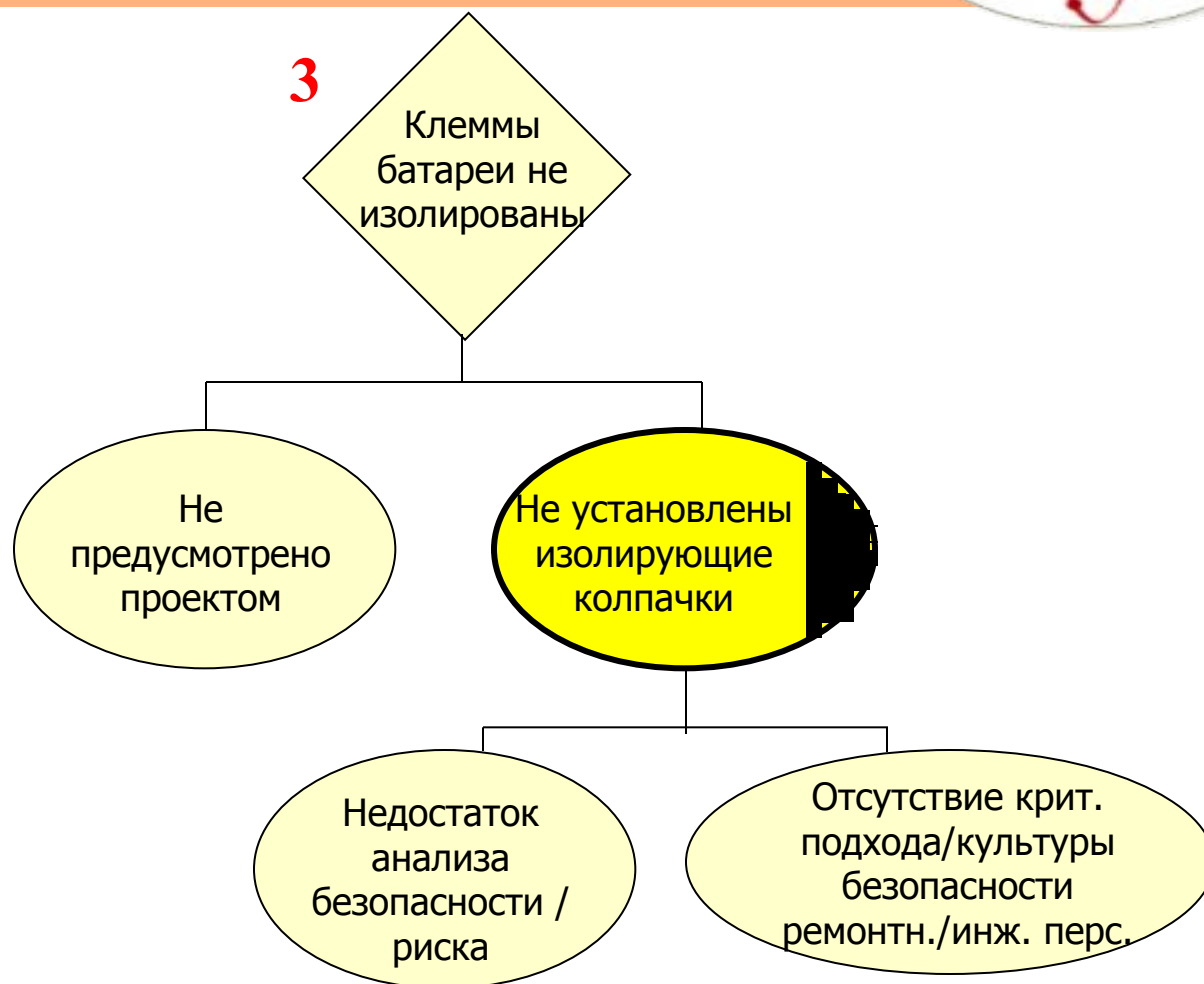 3
Клеммы
батареи не
изолированы
Не
предусмотрено
проектом
Не установлены
изолирующие
колпачки
Недостаток
анализа
безопасности /
риска
Отсутствие крит.
подхода/культуры
безопасности
ремонтн./инж. перс.